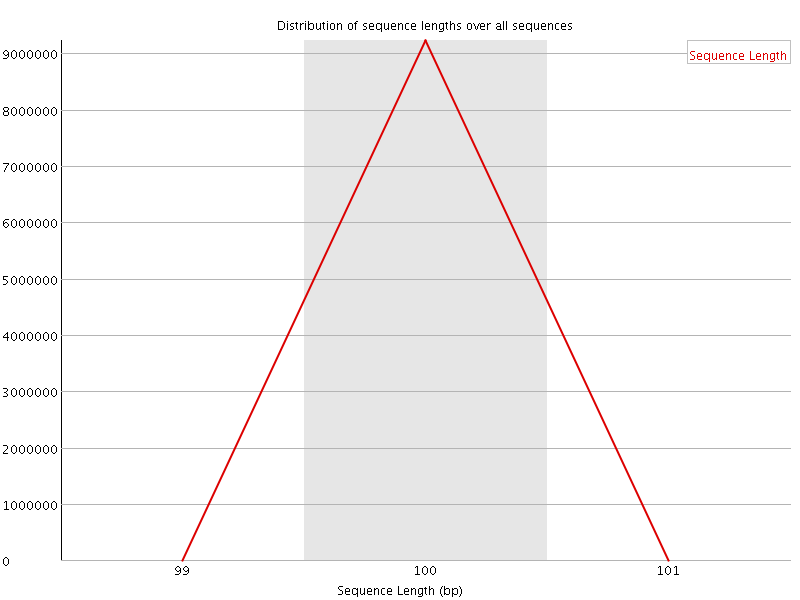 Distribution of sequence lengths over all sequences
Sequence Length
9000000
8000000
7000000
6000000
5000000
4000000
3000000
2000000
1000000
0
99 100 101
Sequence Length (bp)